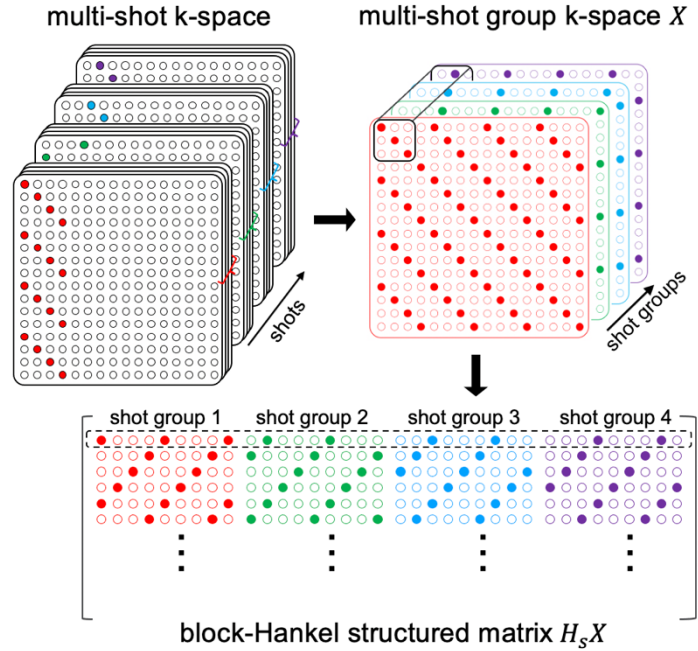 multi-shot k-space
multi-shot group k-space X
shots
shot groups
shot group 1 shot group 2 shot group 3 shot group 4
block-Hankel structured matrix HₛX